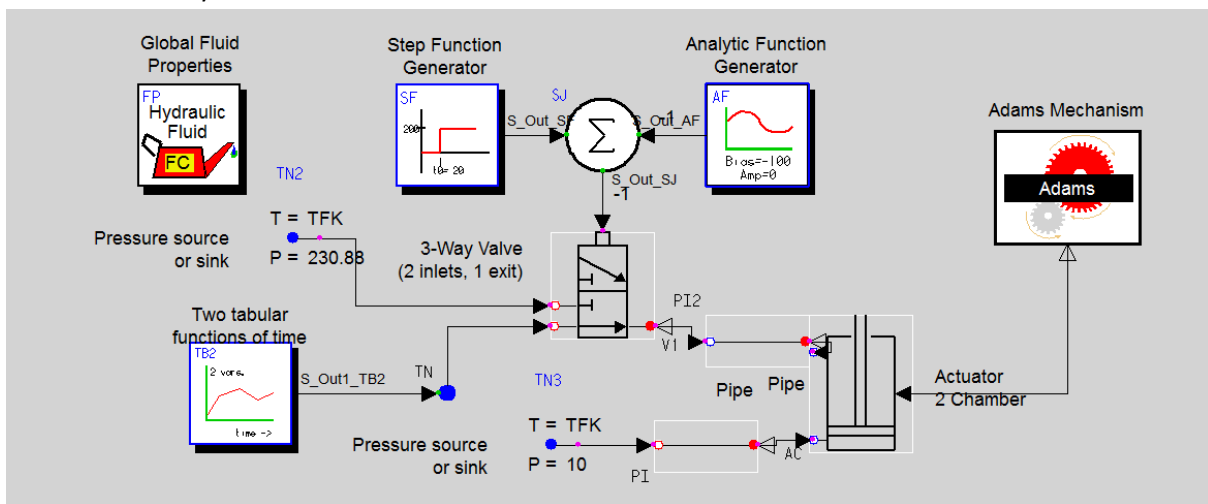 Global Fluid
Properties
FP
Hydraulic
Fluid
FC
Step Function
Generator
SF
200
t0= 20
S_Out_SF
SJ
Σ
S_Out_AF
-1
Analytic Function
Generator
AF
Bias=-100
Amp=0
S_Out_SJ
-1
Adams Mechanism
Adams
TN2
T = TFK
Pressure source
or sink
P = 230.88
3-Way Valve
(2 inlets, 1 exit)
PI2
V1
Pipe
Pipe
Two tabular
functions of time
TB2
2 vars.
time ->
S_Out1_TB2
TN
TN3
Actuator
2 Chamber
T = TFK
Pressure source
or sink
P = 10
PI
AC